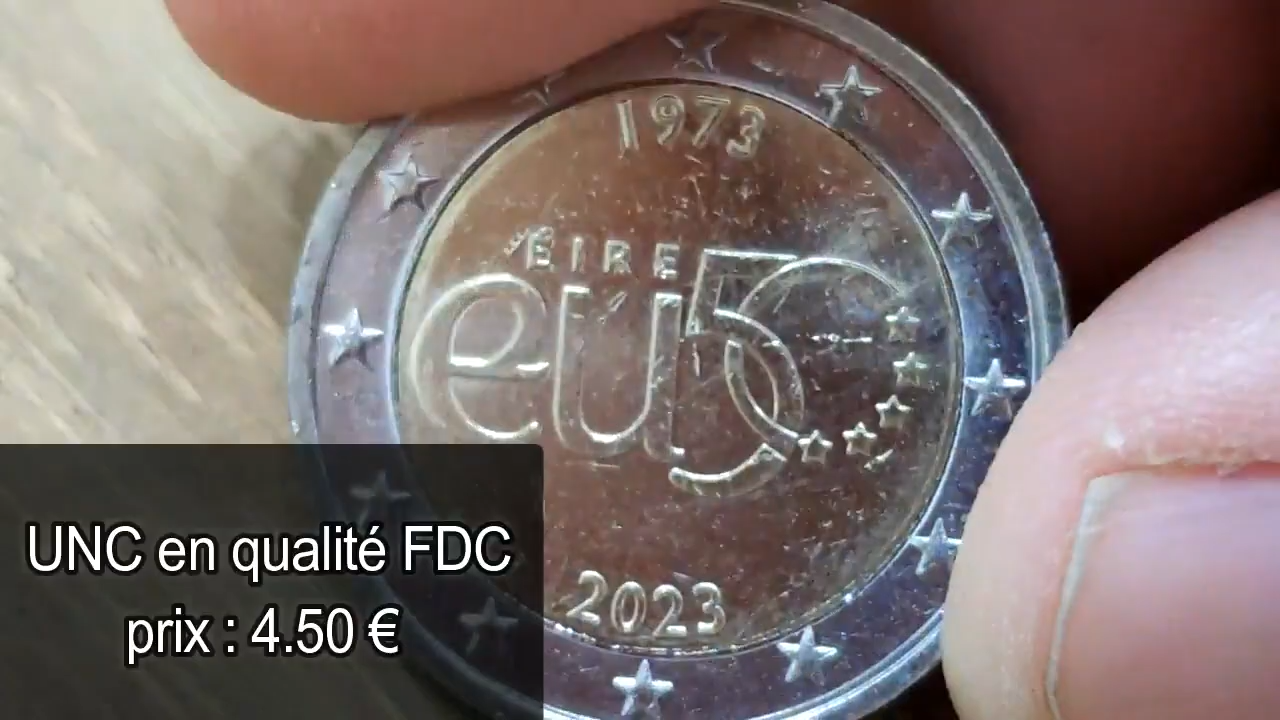 1973
ÉIRE
eu50
2023
UNC en qualité FDC
prix : 4.50 €